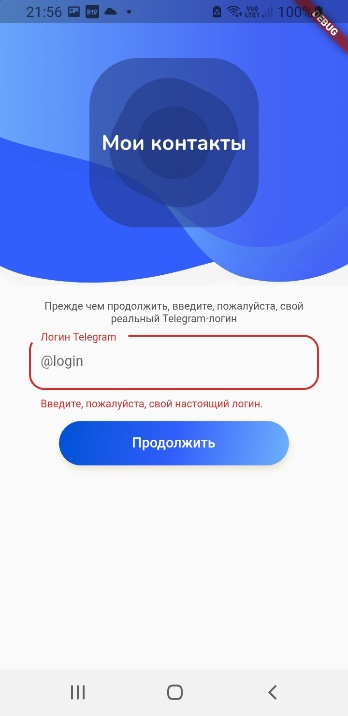 21:56
100%
DEBUG
Мои контакты
Прежде чем продолжить, введите, пожалуйста, свой
реальный Telegram-логин
Логин Telegram
@login
Введите, пожалуйста, свой настоящий логин.
Продолжить